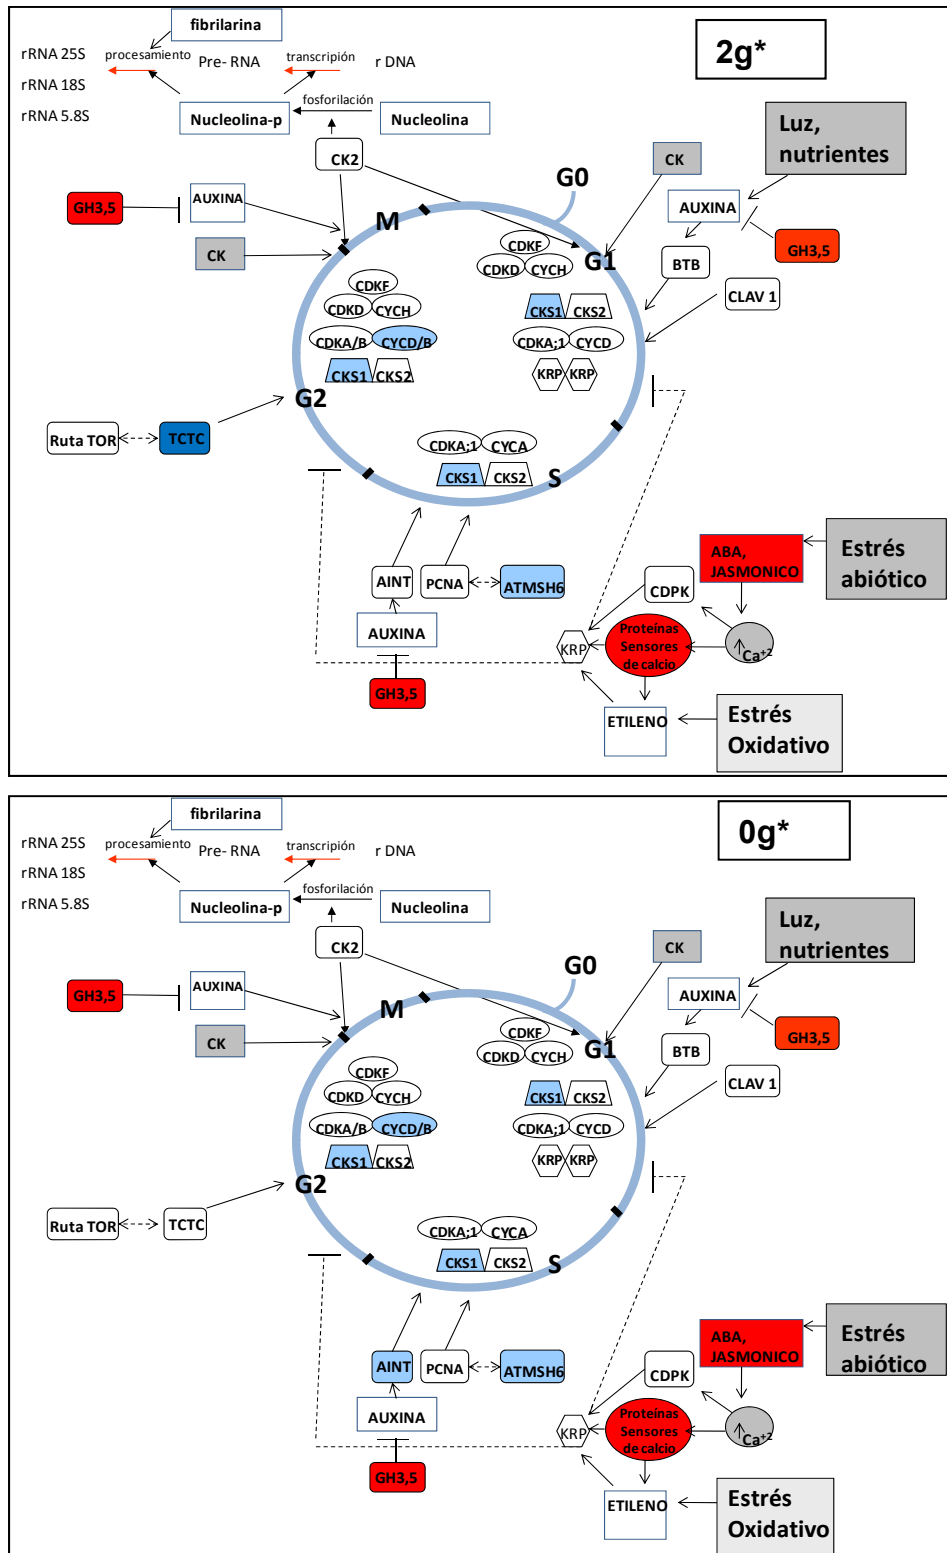 fibrilarina
2g*
rRNA 25S
procesamiento
Pre- RNA
transcripión
r DNA
rRNA 18S
rRNA 5.8S
fosforilación
Nucleolina-p
Nucleolina
Luz,
nutrientes
CK2
CK
G0
GH3,5
AUXINA
AUXINA
M
CK
CDKF
G1
CDKD
CYCH
BTB
GH3,5
CDKF
CLAV 1
CDKD
CYCH
CKS1
CKS2
CDKA/B
CYCD/B
CDKA;1
CYCD
CKS1
CKS2
KRP
KRP
G2
Ruta TOR
TCTC
CDKA;1
CYCA
CKS1
CKS2
S
ABA,
JASMONICO
Estrés
abiótico
AINT
PCNA
ATMSH6
CDPK
AUXINA
KRP
Proteínas
Sensores
de calcio
↑Ca+2
GH3,5
ETILENO
Estrés
Oxidativo
fibrilarina
0g*
rRNA 25S
procesamiento
Pre- RNA
transcripión
r DNA
rRNA 18S
rRNA 5.8S
fosforilación
Nucleolina-p
Nucleolina
Luz,
nutrientes
CK2
CK
G0
GH3,5
AUXINA
AUXINA
M
CK
CDKF
G1
CDKD
CYCH
BTB
GH3,5
CDKF
CLAV 1
CDKD
CYCH
CKS1
CKS2
CDKA/B
CYCD/B
CDKA;1
CYCD
CKS1
CKS2
KRP
KRP
G2
Ruta TOR
TCTC
CDKA;1
CYCA
CKS1
CKS2
S
ABA,
JASMONICO
Estrés
abiótico
AINT
PCNA
ATMSH6
CDPK
AUXINA
KRP
Proteínas
Sensores
de calcio
↑Ca+2
GH3,5
ETILENO
Estrés
Oxidativo